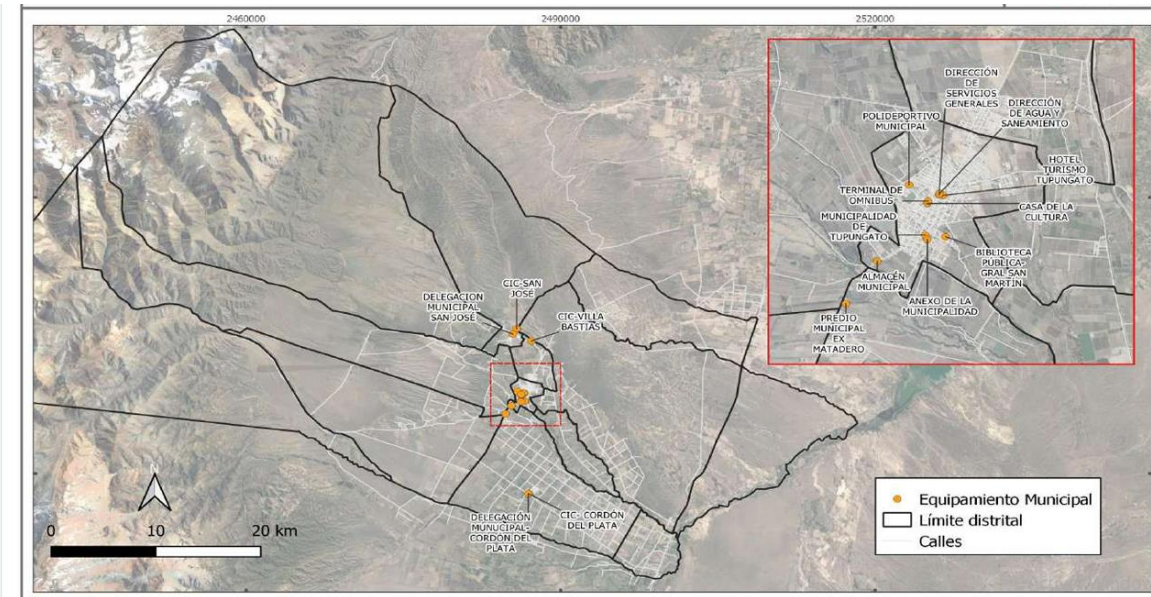 2460000
2490000
2520000
DIRECCIÓN
DE
SERVICIOS
GENERALES
DIRECCIÓN
DE AGUA Y
SANEAMIENTO
POLIDEPORTIVO
MUNICIPAL
HOTEL
TURISMO
TUPUNGATO
TERMINAL DE
OMNIBUS
CASA DE LA
CULTURA
MUNICIPALIDAD
DE
TUPUNGATO
BIBLIOTECA
PÚBLICA-
GRAL SAN
MARTÍN
ALMACÉN
MUNICIPAL
ANEXO DE LA
MUNICIPALIDAD
PREDIO
MUNICIPAL
EX
MATADERO
CIC-SAN
JOSÉ
DELEGACION
MUNICIPAL
SAN JOSÉ
CIC-VILLA
BASTÍAS
DELEGACIÓN
MUNUCIPAL-
CORDÓN DEL
PLATA
CIC- CORDÓN
DEL PLATA
0 10 20 km
Equipamiento Municipal
Límite distrital
Calles